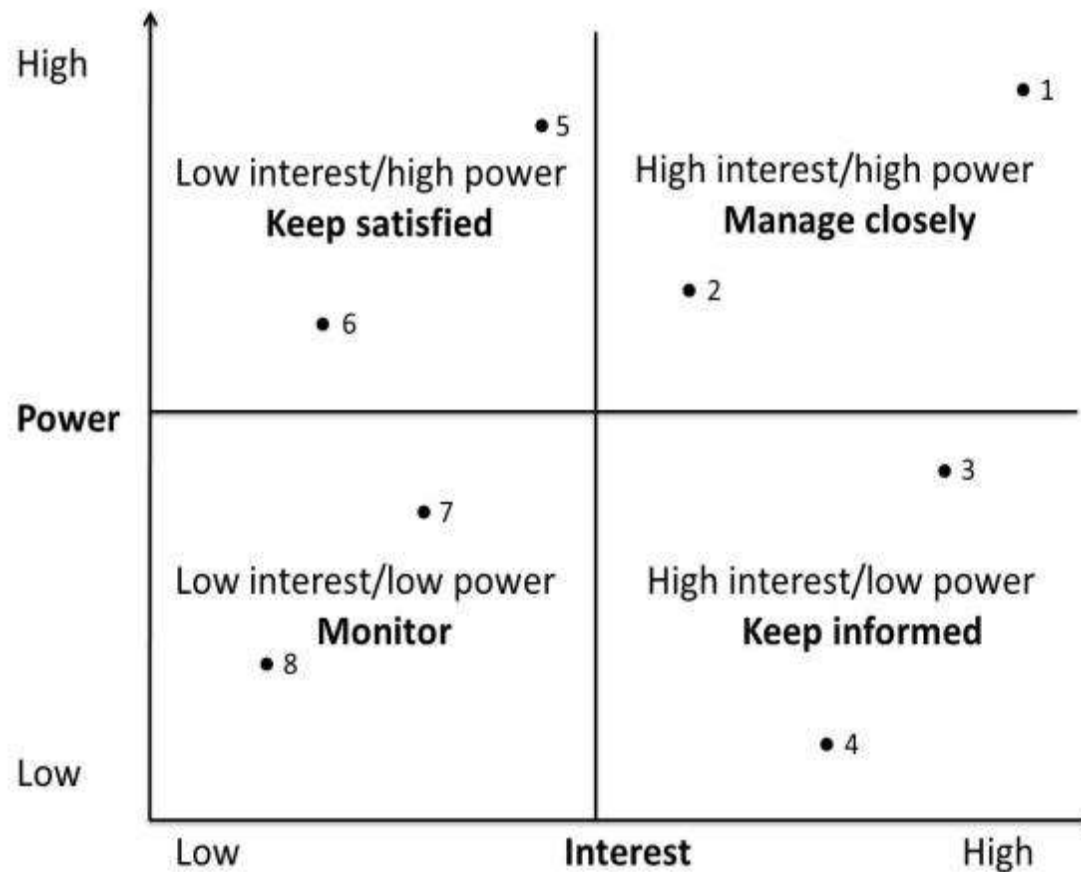 High
1
5
Low interest/high power
Keep satisfied
High interest/high power
Manage closely
2
6
Power
3
7
Low interest/low power
Monitor
High interest/low power
Keep informed
8
4
Low
Low
Interest
High